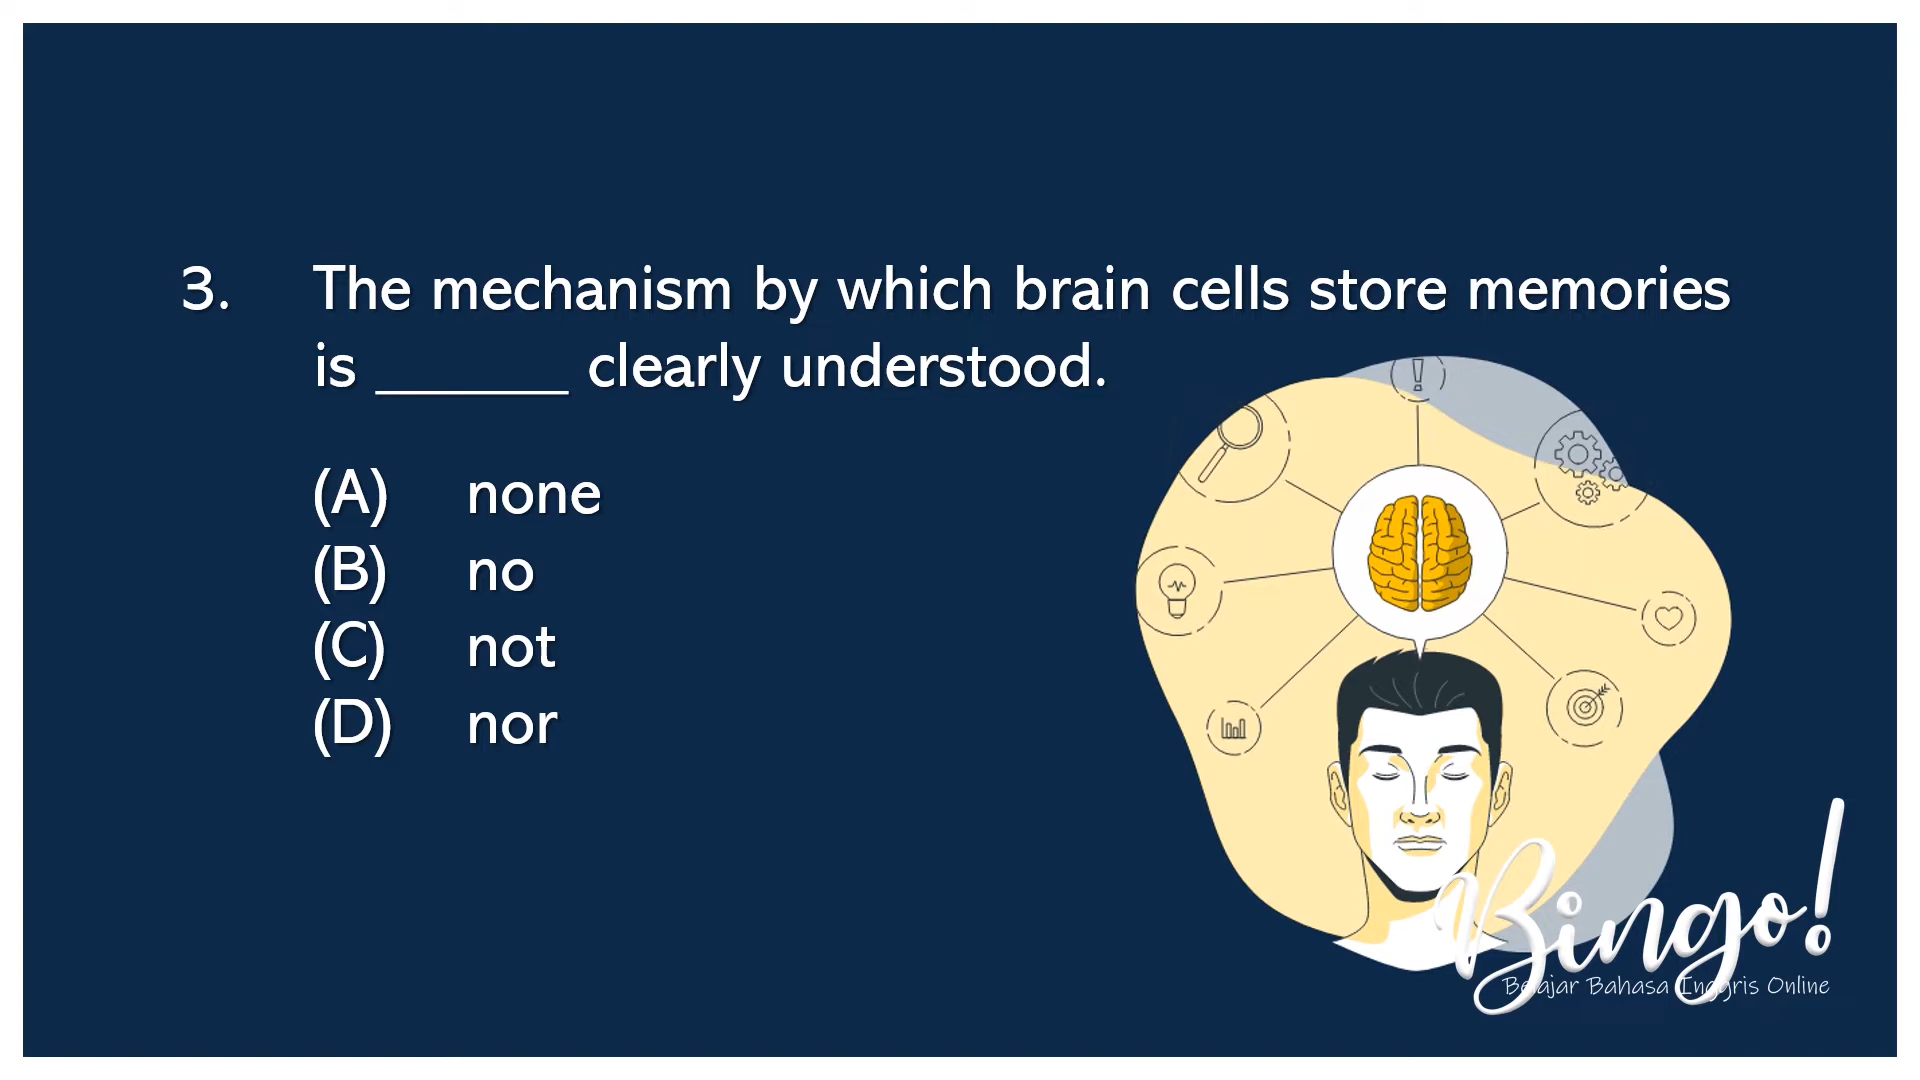 3. The mechanism by which brain cells store memories
is ______ clearly understood.
(A) none
(B) no
(C) not
(D) nor
Bingo!
Belajar Bahasa Inggris Online